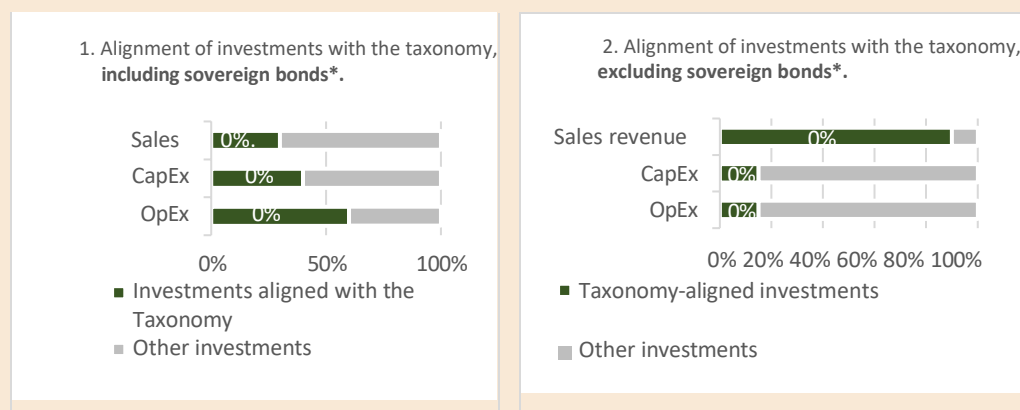 1. Alignment of investments with the taxonomy,
including sovereign bonds*.
Sales
0%.
CapEx
0%
OpEx
0%
0% 50% 100%
Investments aligned with the
Taxonomy
Other investments
2. Alignment of investments with the taxonomy,
excluding sovereign bonds*.
Sales revenue
0%
CapEx
0%
OpEx
0%
0% 20% 40% 60% 80% 100%
Taxonomy-aligned investments
Other investments